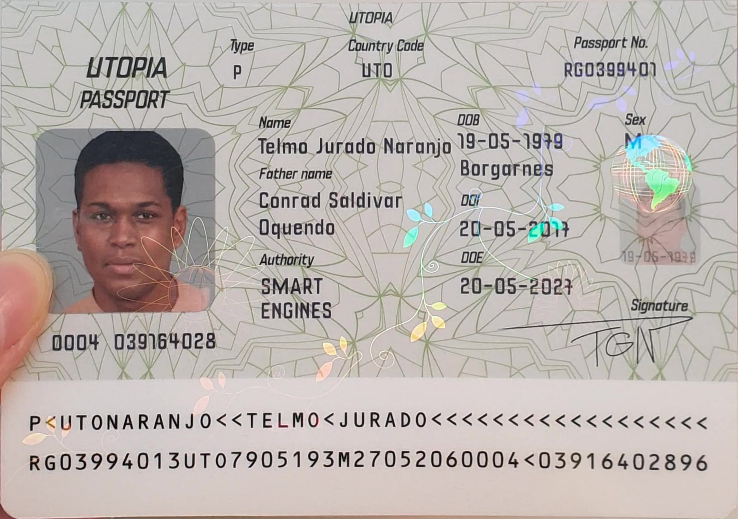 UTOPIA
UTOPIA
PASSPORT
Type
P
Country Code
UTO
Passport No.
RG0399401
Name
Telmo Jurado Naranjo
DOB
19-05-1979
Sex
M
Borgarnes
Father name
Conrad Saldivar
Oquendo
DOI
20-05-2017
Authority
SMART
ENGINES
DOE
20-05-2027
19-05-1979
Signature
TGN
0004 039164028
P<UTONARANJO<<TELMO<JURADO<<<<<<<<<<<<<<<<<<
RG03994013UTO7905193M27052060004<03916402896